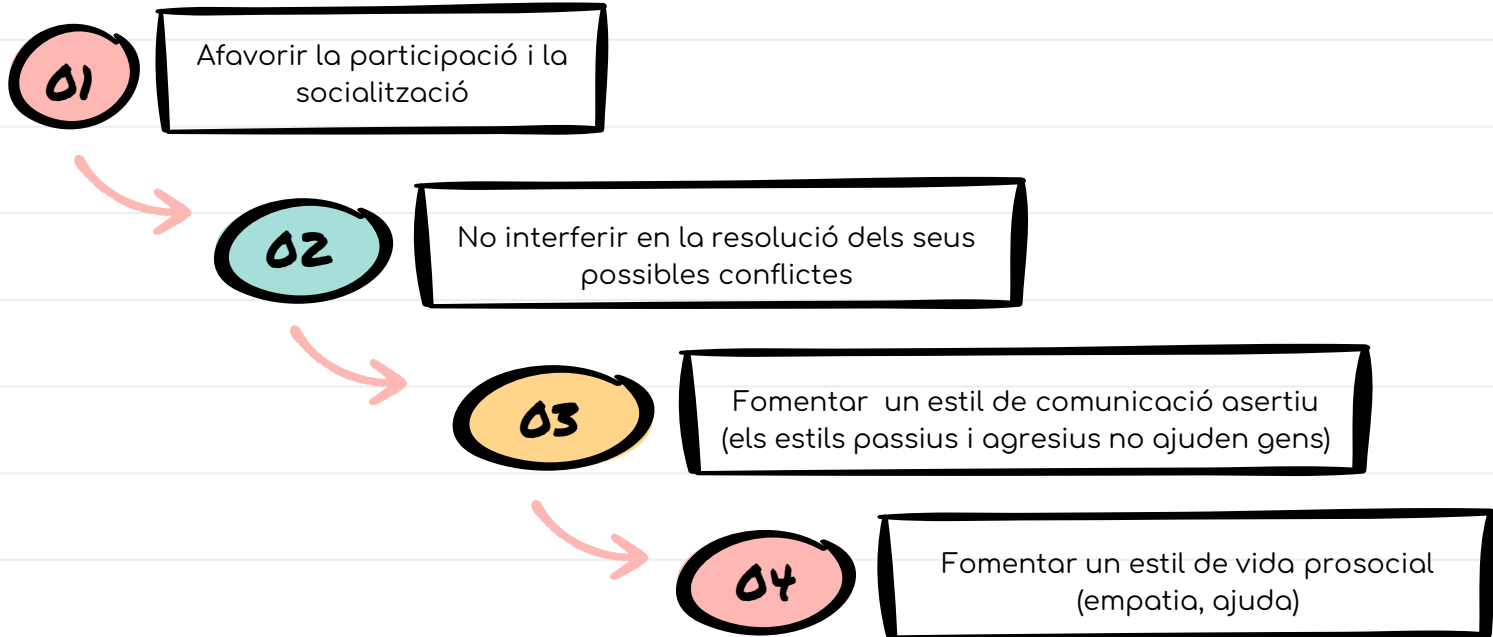 01
Afavorir la participació i la
socialització
02
No interferir en la resolució dels seus
possibles conflictes
03
Fomentar un estil de comunicació asertiu
(els estils passius i agresius no ajuden gens)
04
Fomentar un estil de vida prosocial
(empatia, ajuda)